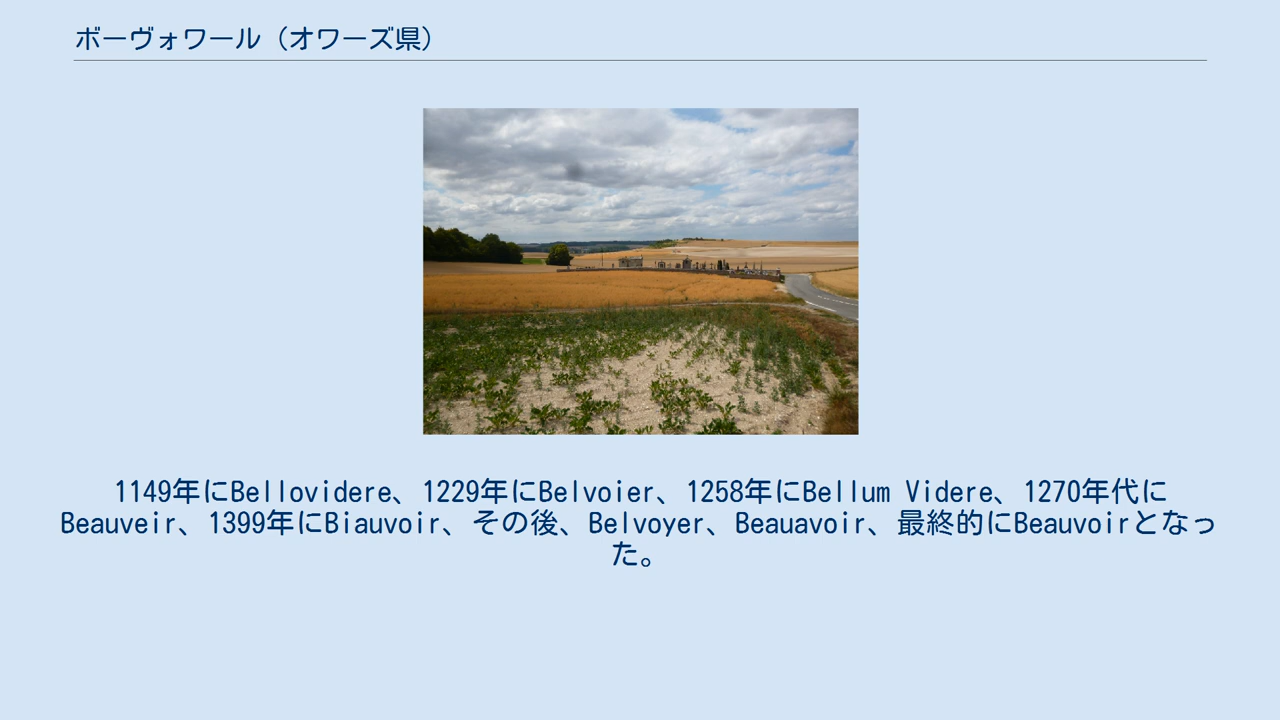 ボーヴォワール（オワーズ県）
1149年にBellovidere、1229年にBelvoier、1258年にBellum Videre、1270年代に
Beauveir、1399年にBiauvoir、その後、Belvoyer、Beauavoir、最終的にBeauvoirとなっ
た。